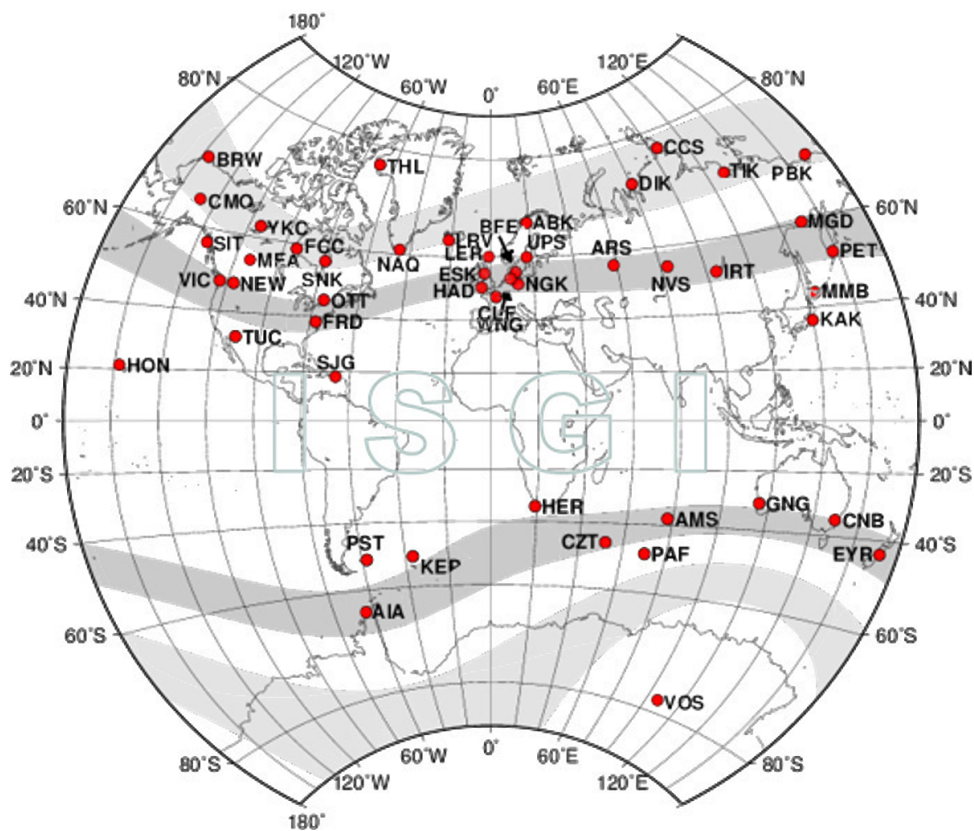 180°
120°W
120°E
80°N
60°W
0°
60°E
80°N
BRW
THL
CCS
TIK
PBK
DIK
60°N
CMO
YKC
60°N
SIT
FCC
MEA
SNK
NAQ
LRV
LER
BFE
ABK
UPS
ARS
MGD
PET
VIC
NEW
ESK
HAD
NGK
NVS
IRT
OTT
CLF
WNG
MMB
40°N
40°N
FRD
KAK
TUC
HON
SJG
20°N
20°N
ISGI
0°
0°
20°S
20°S
HER
GNG
AMS
CNB
40°S
PST
CZT
PAF
EYR
40°S
KEP
AIA
60°S
60°S
VOS
80°S
60°W
0°
60°E
80°S
120°W
120°E
180°